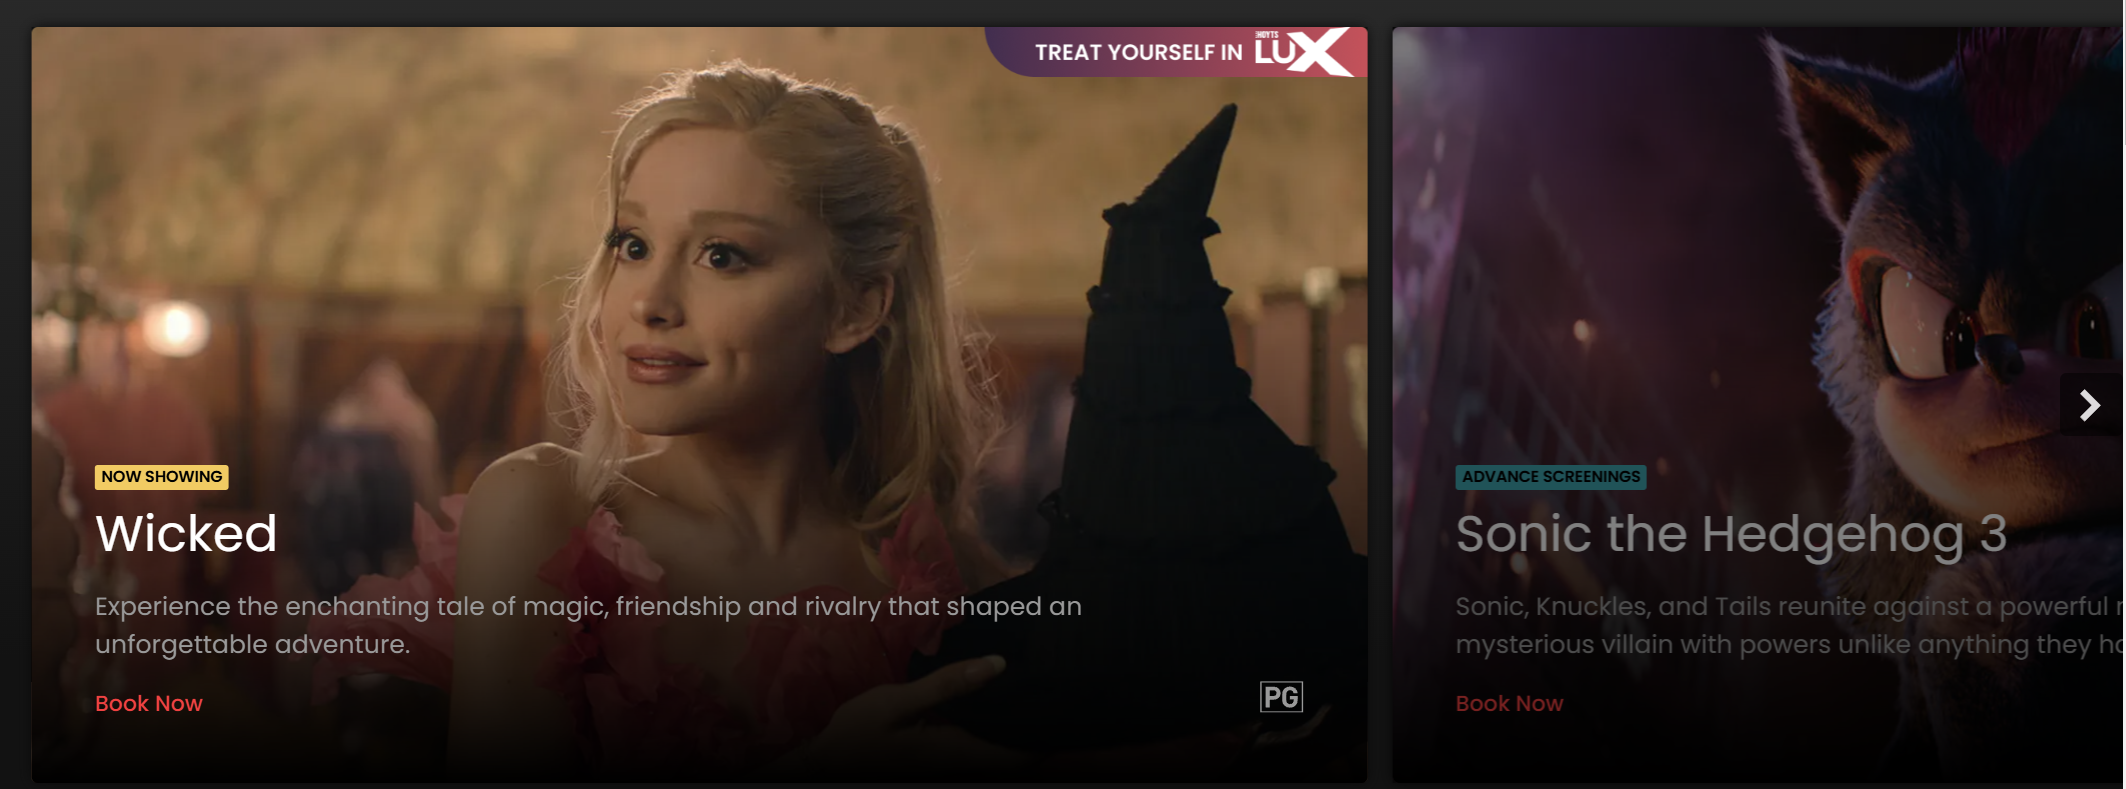 TREAT YOURSELF IN HOYTS LUX
NOW SHOWING
Wicked
Experience the enchanting tale of magic, friendship and rivalry that shaped an
unforgettable adventure.
Book Now
PG
ADVANCE SCREENINGS
Sonic the Hedgehog 3
Sonic, Knuckles, and Tails reunite against a powerful
mysterious villain with powers unlike anything they
Book Now